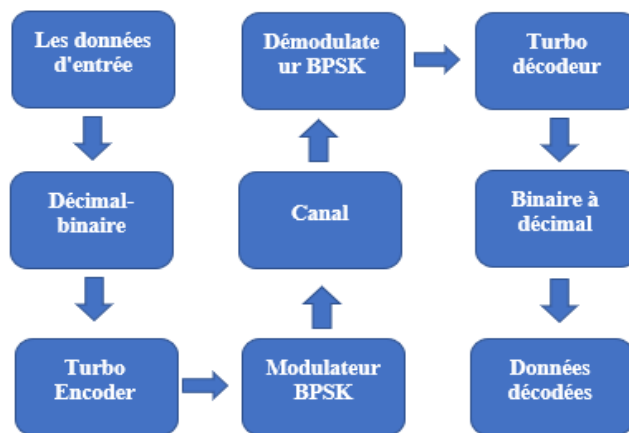 Les données
d'entrée
Décimal-
binaire
Turbo
Encoder
Modulateur
BPSK
Canal
Démodulate
ur BPSK
Turbo
décodeur
Binaire à
décimal
Données
décodées